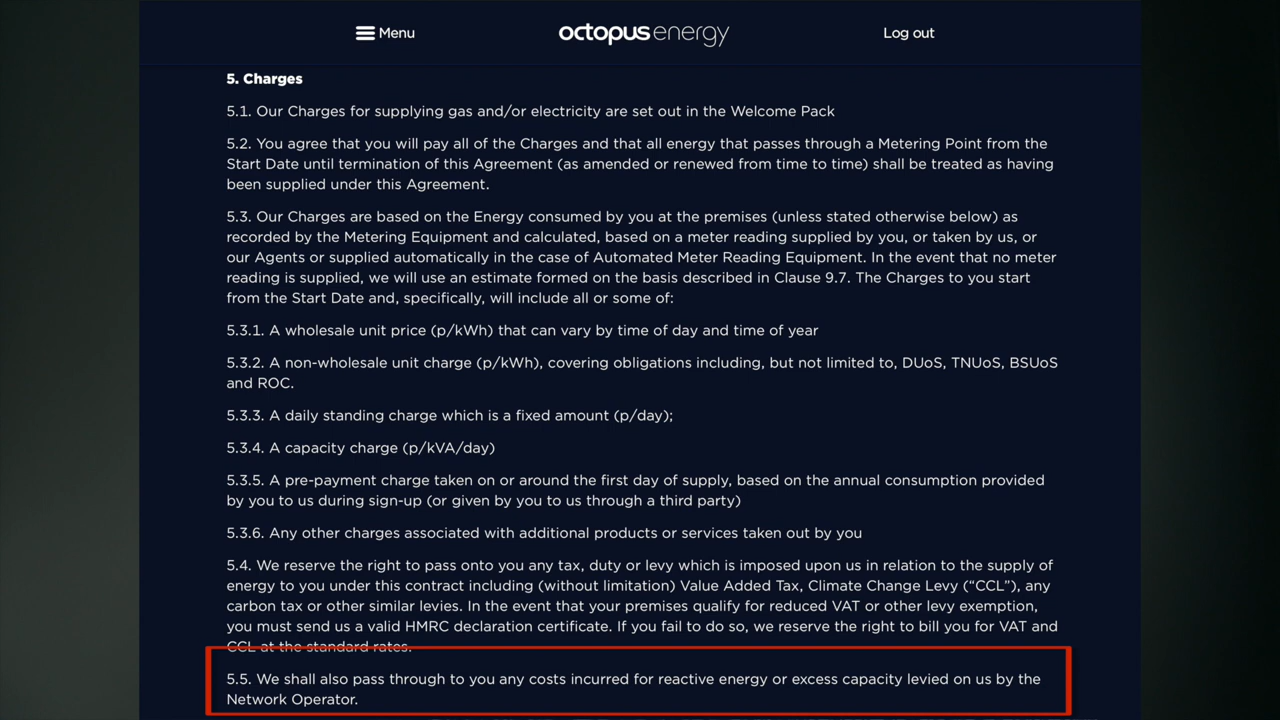 Menu
octopusenergy
Log out
5. Charges
5.1. Our Charges for supplying gas and/or electricity are set out in the Welcome Pack
5.2. You agree that you will pay all of the Charges and that all energy that passes through a Metering Point from the
Start Date until termination of this Agreement (as amended or renewed from time to time) shall be treated as having
been supplied under this Agreement.
5.3. Our Charges are based on the Energy consumed by you at the premises (unless stated otherwise below) as
recorded by the Metering Equipment and calculated, based on a meter reading supplied by you, or taken by us, or
our Agents or supplied automatically in the case of Automated Meter Reading Equipment. In the event that no meter
reading is supplied, we will use an estimate formed on the basis described in Clause 9.7. The Charges to you start
from the Start Date and, specifically, will include all or some of:
5.3.1. A wholesale unit price (p/kWh) that can vary by time of day and time of year
5.3.2. A non-wholesale unit charge (p/kWh), covering obligations including, but not limited to, DUoS, TNUoS, BSUoS
and ROC.
5.3.3. A daily standing charge which is a fixed amount (p/day);
5.3.4. A capacity charge (p/kVA/day)
5.3.5. A pre-payment charge taken on or around the first day of supply, based on the annual consumption provided
by you to us during sign-up (or given by you to us through a third party)
5.3.6. Any other charges associated with additional products or services taken out by you
5.4. We reserve the right to pass onto you any tax, duty or levy which is imposed upon us in relation to the supply of
energy to you under this contract including (without limitation) Value Added Tax, Climate Change Levy (“CCL”), any
carbon tax or other similar levies. In the event that your premises qualify for reduced VAT or other levy exemption,
you must send us a valid HMRC declaration certificate. If you fail to do so, we reserve the right to bill you for VAT and
CCL at the standard rates.
5.5. We shall also pass through to you any costs incurred for reactive energy or excess capacity levied on us by the
Network Operator.